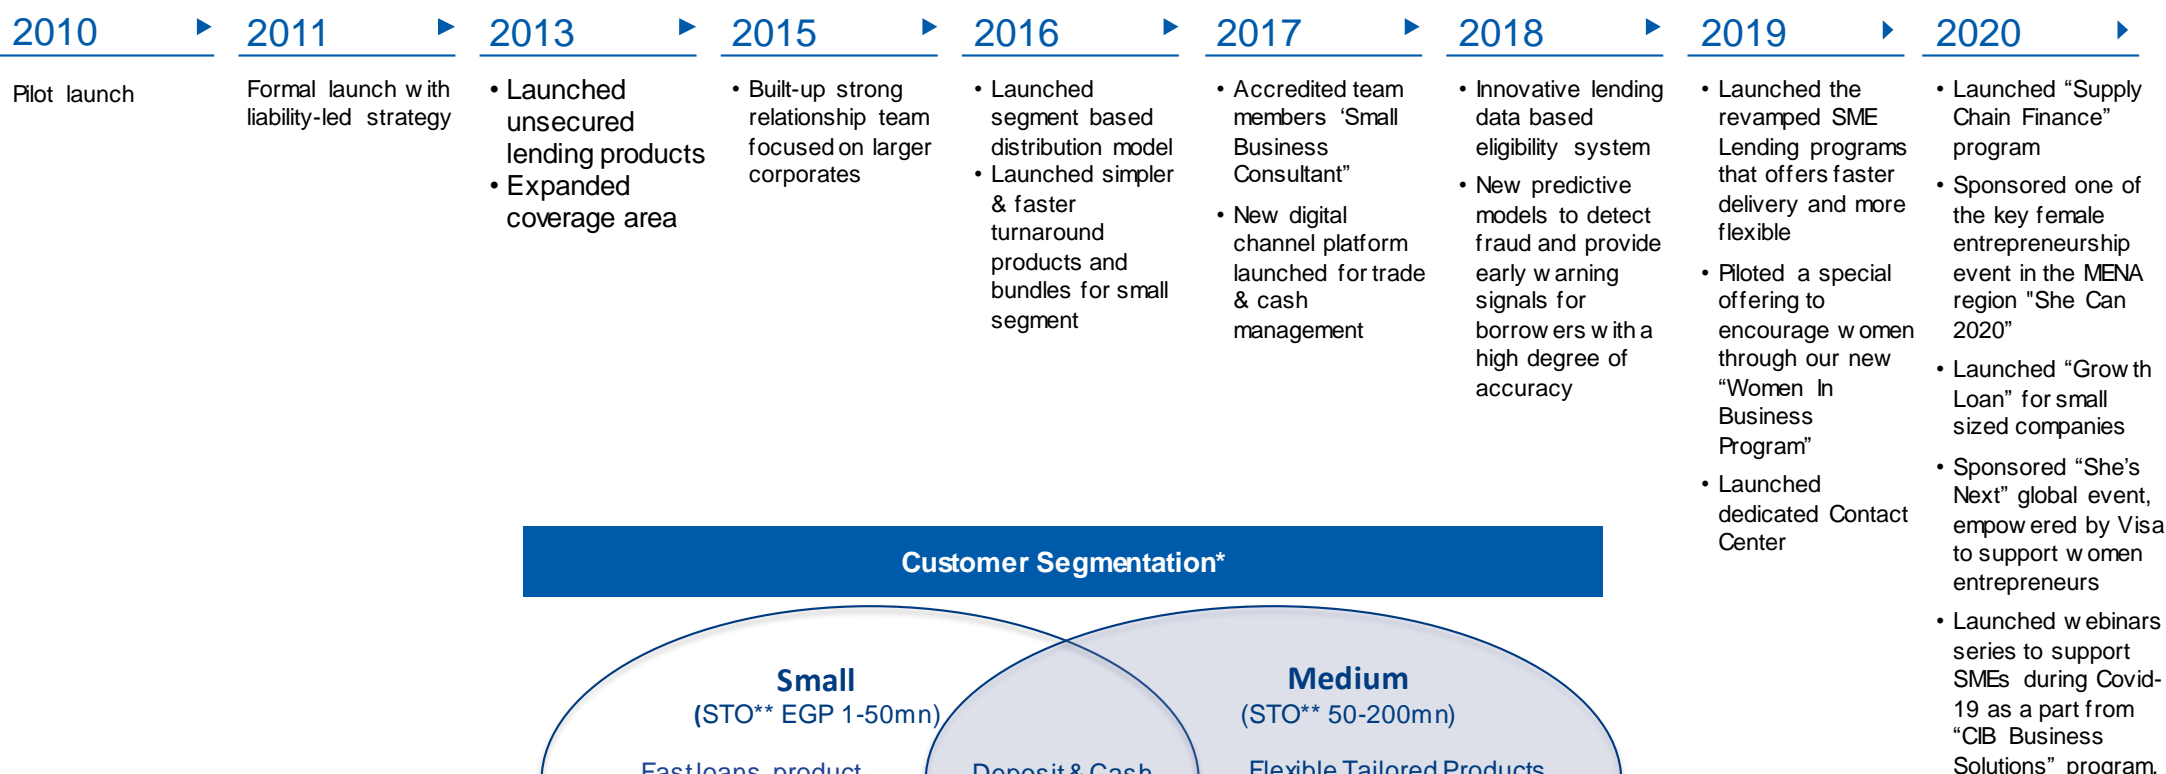 2010
Pilot launch
2011
Formal launch with
liability-led strategy
2013
• Launched
unsecured
lending products
• Expanded
coverage area
2015
• Built-up strong
relationship team
focused on larger
corporates
2016
• Launched
segment based
distribution model
• Launched simpler
& faster
turnaround
products and
bundles for small
segment
2017
• Accredited team
members ‘Small
Business
Consultant”
• New digital
channel platform
launched for trade
& cash
management
2018
• Innovative lending
data based
eligibility system
• New predictive
models to detect
fraud and provide
early warning
signals for
borrowers with a
high degree of
accuracy
2019
• Launched the
revamped SME
Lending programs
that offers faster
delivery and more
flexible
• Piloted a special
offering to
encourage women
through our new
“Women In
Business
Program”
• Launched
dedicated Contact
Center
2020
• Launched “Supply
Chain Finance”
program
• Sponsored one of
the key female
entrepreneurship
event in the MENA
region "She Can
2020”
• Launched “Growth
Loan” for small
sized companies
• Sponsored “She’s
Next” global event,
empowered by Visa
to support women
entrepreneurs
• Launched webinars
series to support
SMEs during Covid-
19 as a part from
“CIB Business
Solutions” program.
Customer Segmentation*
Small
(STO** EGP 1-50mn)
Fast loans, product
Deposit & Cash
Medium
(STO** 50-200mn)
Flexible Tailored Products